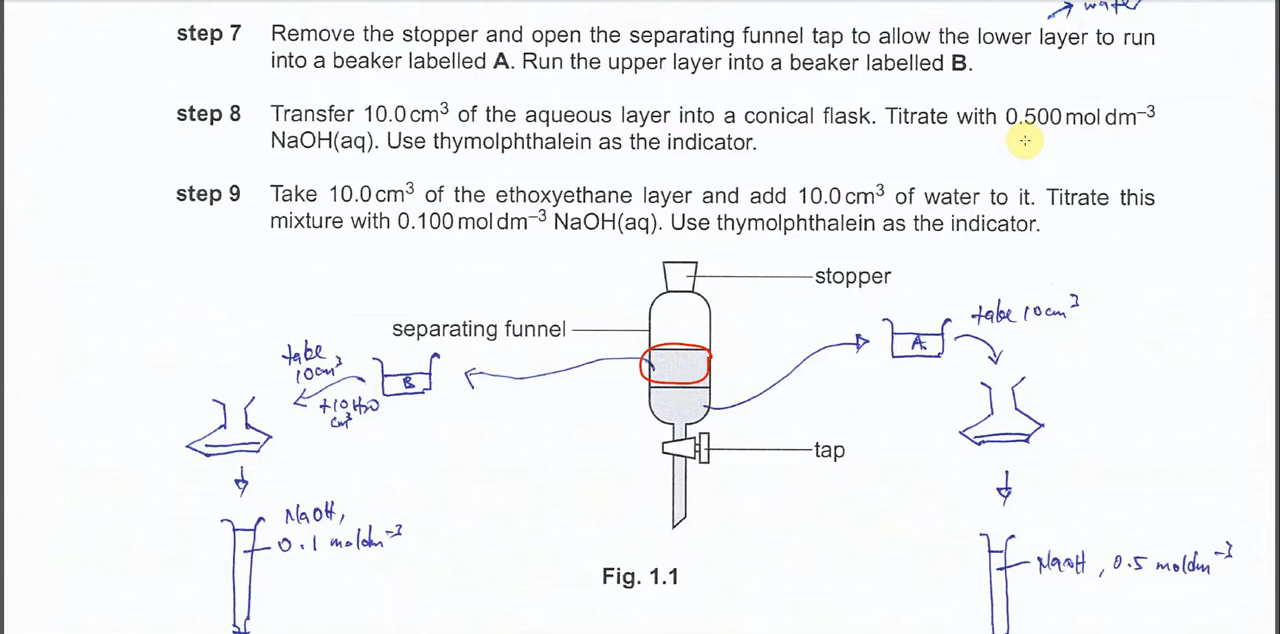 → water
step 7 Remove the stopper and open the separating funnel tap to allow the lower layer to run
into a beaker labelled A. Run the upper layer into a beaker labelled B.
step 8 Transfer 10.0 cm³ of the aqueous layer into a conical flask. Titrate with 0.500 mol dm⁻³
NaOH(aq). Use thymolphthalein as the indicator.
step 9 Take 10.0 cm³ of the ethoxyethane layer and add 10.0 cm³ of water to it. Titrate this
mixture with 0.100 mol dm⁻³ NaOH(aq). Use thymolphthalein as the indicator.
stopper
separating funnel
take 10cm³
A
take
10cm³
B
+10 H₂O
cm³
tap
NaOH,
0.1 moldm⁻³
NaOH, 0.5 moldm⁻³
Fig. 1.1